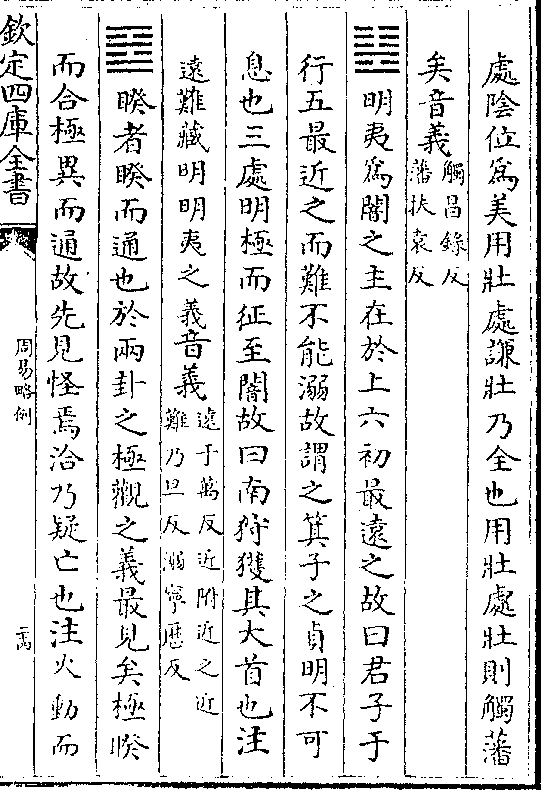 處陰位爲美用壯處謙壯乃全也用壯處壯則觸藩
矣音義觸昌錄反
藩扶袁反
䷣明夷爲闇之主在於上六初最遠之故曰君子于
行五最近之而難不能溺故謂之箕子之貞明不可
息也三處明極而征至闇故曰南狩獲其大首也注
遠難藏明明夷之義音義遠于萬反近附近之近
難乃旦反溺寧歷反
䷥睽者睽而通也於兩卦之極觀之義最見矣極睽
而合極異而通故先見怪焉洽乃疑亡也注火動而
欽定四庫全書
周易略例